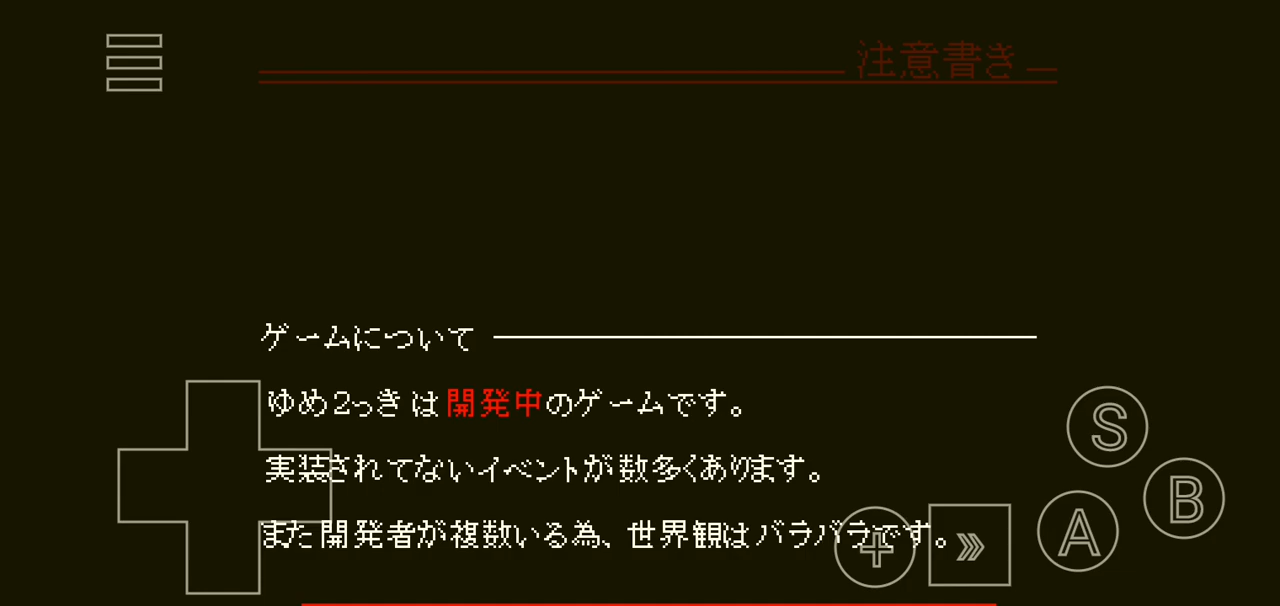 注意書き
ゲームについて
ゆめ2っきは開発中のゲームです。
実装されてないイベントが数多くあります。
また開発者が複数いる為、世界観はバラバラです。
S
B
A
+
»